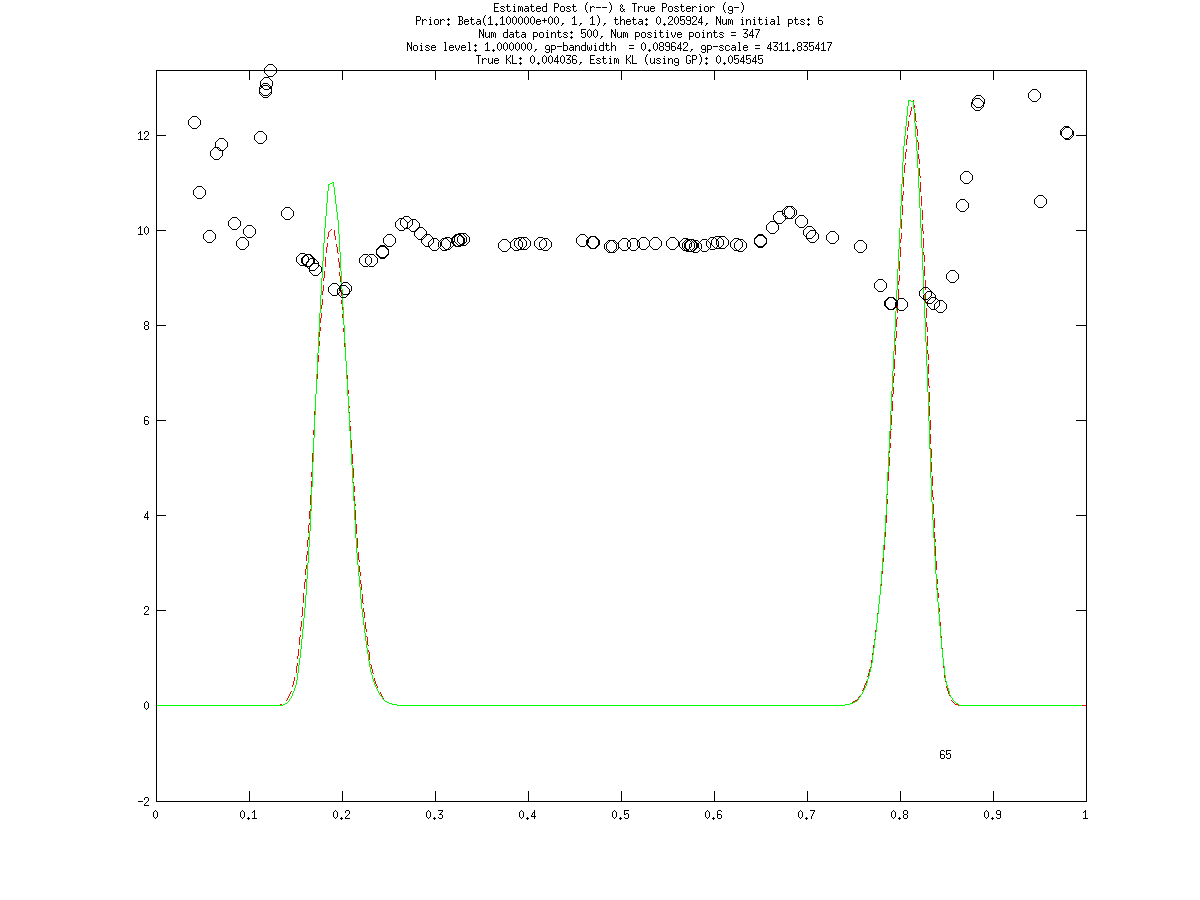 Estimated Post (r--) & True Posterior (g-)
Prior: Beta(1.100000e+00, 1, 1), theta: 0.205924, Num initial pts: 6
Num data points: 500, Num positive points = 347
Noise level: 1.000000, gp-bandwidth  = 0.089642, gp-scale = 4311.835417
True KL: 0.004036, Estim KL (using GP): 0.054545
12
10
8
6
4
2
0
65
-2
0 0.1 0.2 0.3 0.4 0.5 0.6 0.7 0.8 0.9 1